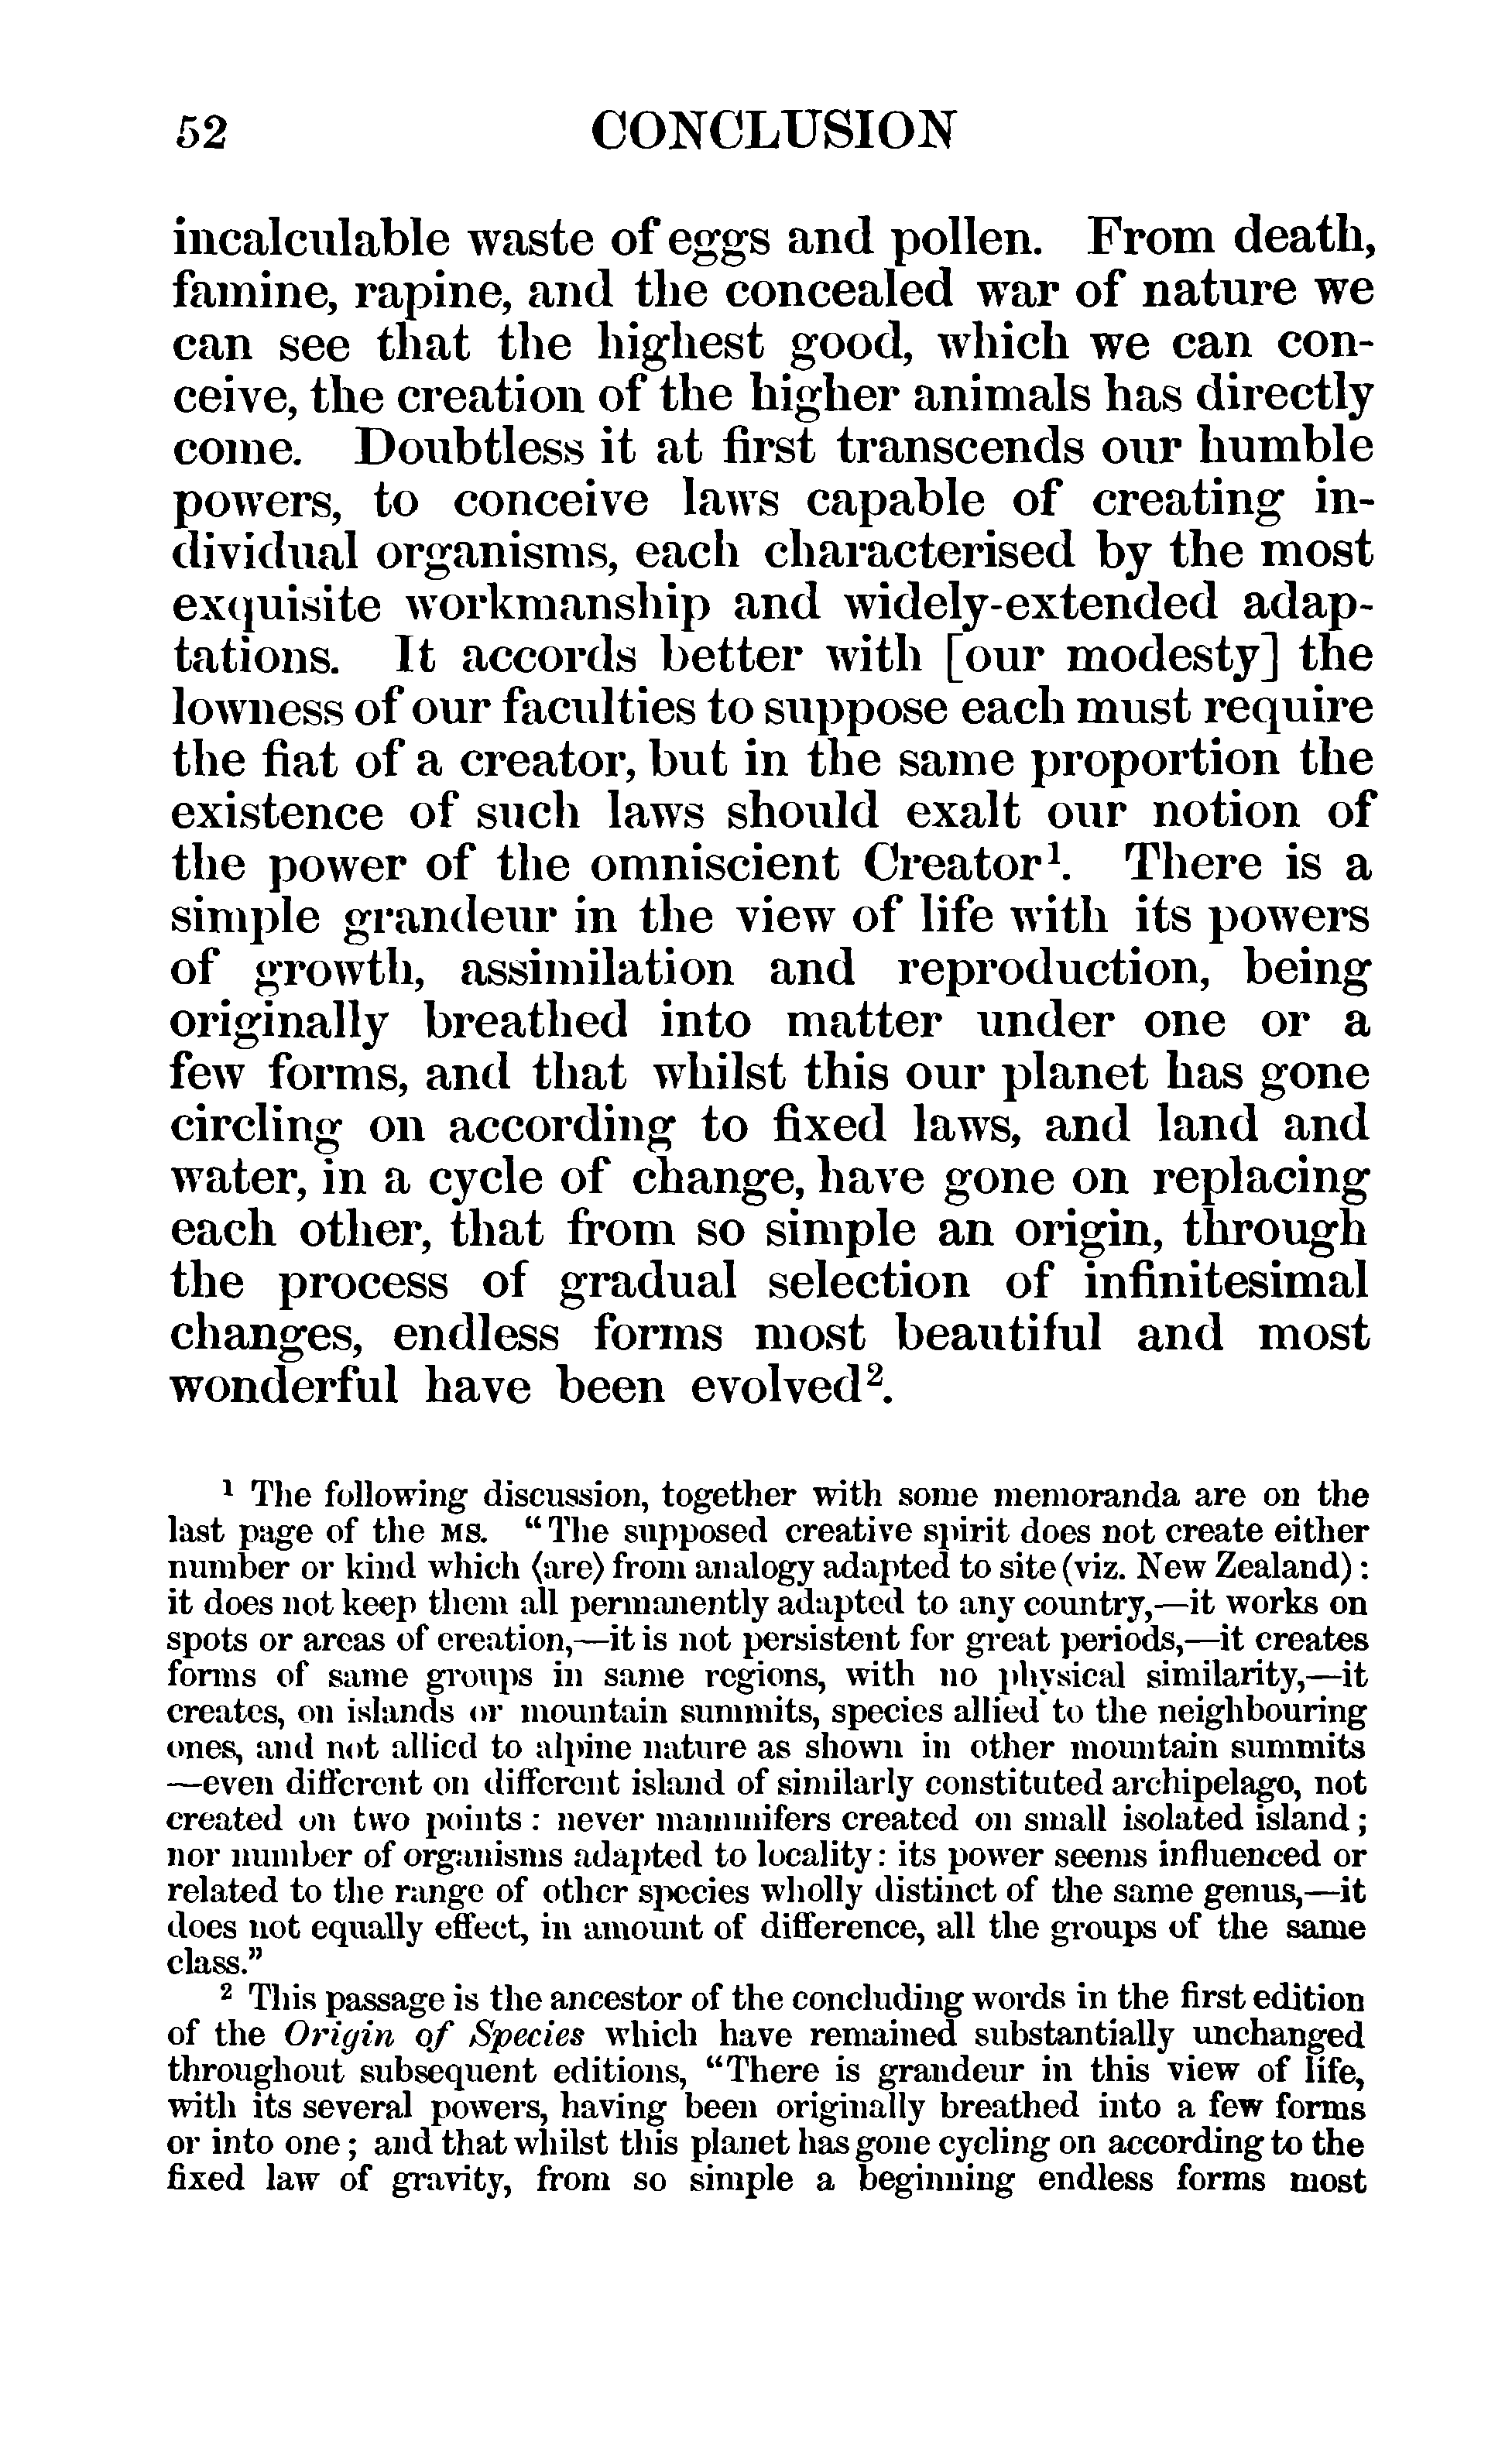 52 CONCLUSION
incalculable waste of eggs and pollen. From death,
famine, rapine, and the concealed war of nature we
can see that the highest good, which we can con-
ceive, the creation of the higher animals has directly
come. Doubtless it at first transcends our humble
powers, to conceive laws capable of creating in-
dividual organisms, each characterised by the most
exquisite workmanship and widely-extended adap-
tations. It accords better with [our modesty] the
lowness of our faculties to suppose each must require
the fiat of a creator, but in the same proportion the
existence of such laws should exalt our notion of
the power of the omniscient Creator¹. There is a
simple grandeur in the view of life with its powers
of growth, assimilation and reproduction, being
originally breathed into matter under one or a
few forms, and that whilst this our planet has gone
circling on according to fixed laws, and land and
water, in a cycle of change, have gone on replacing
each other, that from so simple an origin, through
the process of gradual selection of infinitesimal
changes, endless forms most beautiful and most
wonderful have been evolved².
¹ The following discussion, together with some memoranda are on the
last page of the MS. “The supposed creative spirit does not create either
number or kind which ⟨are⟩ from analogy adapted to site (viz. New Zealand):
it does not keep them all permanently adapted to any country,—it works on
spots or areas of creation,—it is not persistent for great periods,—it creates
forms of same groups in same regions, with no physical similarity,—it
creates, on islands or mountain summits, species allied to the neighbouring
ones, and not allied to alpine nature as shown in other mountain summits
—even different on different island of similarly constituted archipelago, not
created on two points: never mammifers created on small isolated island;
nor number of organisms adapted to locality: its power seems influenced or
related to the range of other species wholly distinct of the same genus,—it
does not equally effect, in amount of difference, all the groups of the same
class.”
² This passage is the ancestor of the concluding words in the first edition
of the Origin of Species which have remained substantially unchanged
throughout subsequent editions, “There is grandeur in this view of life,
with its several powers, having been originally breathed into a few forms
or into one; and that whilst this planet has gone cycling on according to the
fixed law of gravity, from so simple a beginning endless forms most